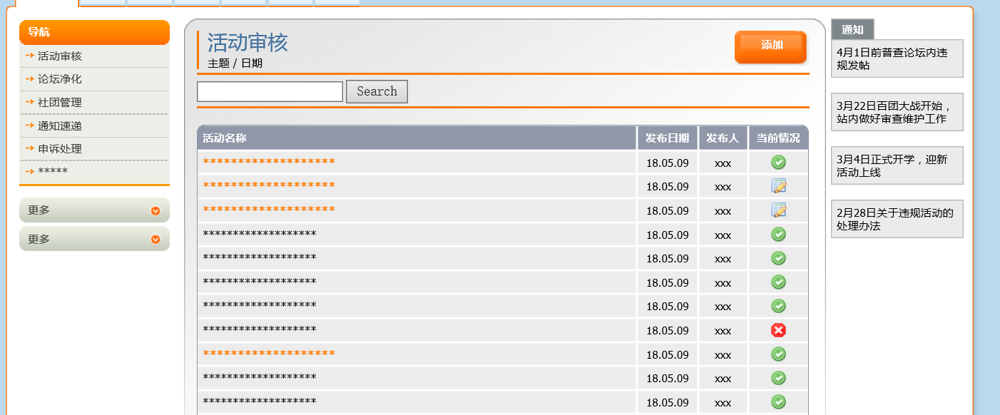 导航
活动审核
论坛净化
社团管理
通知速递
申诉处理
*****
更多
更多
活动审核
主题 / 日期
添加
Search
活动名称 发布日期 发布人 当前情况
******************* 18.05.09 xxx
******************* 18.05.09 xxx
******************* 18.05.09 xxx
******************* 18.05.09 xxx
******************* 18.05.09 xxx
******************* 18.05.09 xxx
******************* 18.05.09 xxx
******************* 18.05.09 xxx
******************* 18.05.09 xxx
******************* 18.05.09 xxx
******************* 18.05.09 xxx
通知
4月1日前普查论坛内违
规发帖
3月22日百团大战开始，
站内做好审查维护工作
3月4日正式开学，迎新
活动上线
2月28日关于违规活动的
处理办法